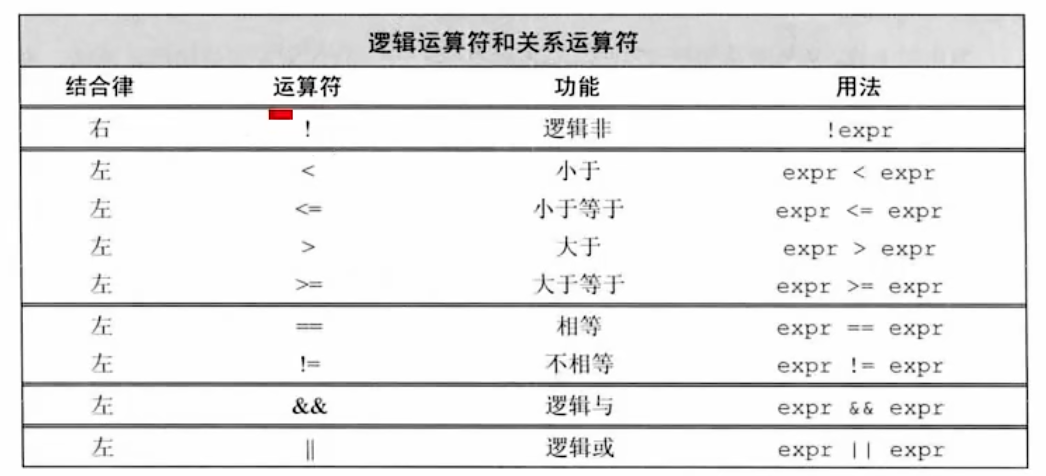 逻辑运算符和关系运算符
结合律 运算符 功能 用法
右 ! 逻辑非 !expr
左 < 小于 expr < expr
左 <= 小于等于 expr <= expr
左 > 大于 expr > expr
左 >= 大于等于 expr >= expr
左 == 相等 expr == expr
左 != 不相等 expr != expr
左 && 逻辑与 expr && expr
左 || 逻辑或 expr || expr